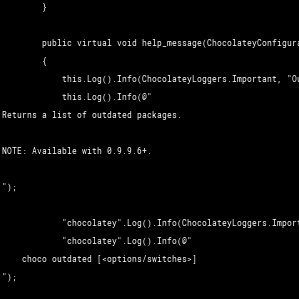 }
public virtual void help_message(ChocolateyConfigura
{
this.Log().Info(ChocolateyLoggers.Important, "Ou
this.Log().Info(@"
Returns a list of outdated packages.
NOTE: Available with 0.9.9.6+.
");
"chocolatey".Log().Info(ChocolateyLoggers.Import
"chocolatey".Log().Info(@"
choco outdated [<options/switches>]
");